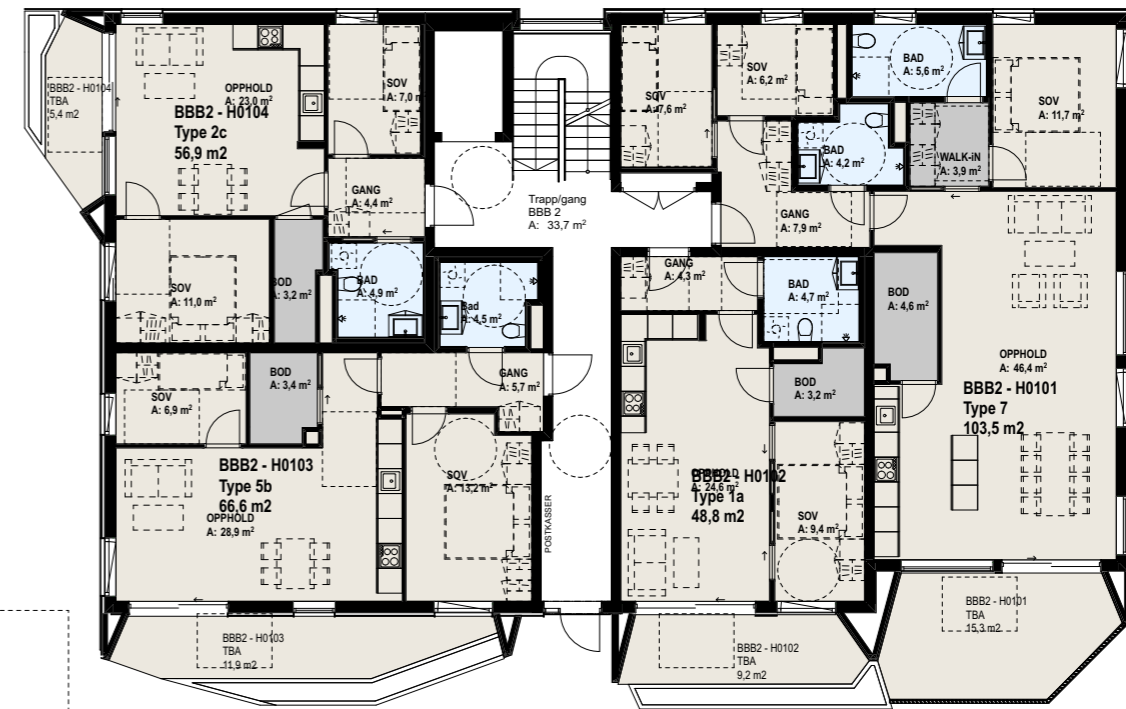 BBB2 - H0104
TBA
5,4 m2
OPPHOLD
A: 23,0 m²
BBB2 - H0104
Type 2c
56,9 m2
SOV
A: 7,0 m
GANG
A: 4,4 m²
SOV
A: 11,0 m²
BOD
A: 3,2 m²
BAD
A: 4,9 m²
Bad
A: 4,5 m²
Trapp/gang
BBB 2
A: 33,7 m²
SOV
A: 7,6 m²
SOV
A: 6,2 m²
BAD
A: 5,6 m²
SOV
A: 11,7 m²
BAD
A: 4,2 m²
WALK-iN
A: 3,9 m²
GANG
A: 7,9 m²
GANG
A: 4,3 m²
BAD
A: 4,7 m²
BOD
A: 4,6 m²
OPPHOLD
A: 46,4 m²
BBB2 - H0101
Type 7
103,5 m2
SOV
A: 6,9 m²
BOD
A: 3,4 m²
GANG
A: 5,7 m²
BBB2 - H0103
Type 5b
66,6 m2
OPPHOLD
A: 28,9 m²
SOV
A: 13,2 m²
POSTKASSER
BOD
A: 3,2 m²
OPPHOLD
A: 24,6 m²
BBB2 - H0102
Type 1a
48,8 m2
SOV
A: 9,4 m²
BBB2 - H0103
TBA
11,9 m2
BBB2 - H0102
TBA
9,2 m2
BBB2 - H0101
TBA
15,3 m2